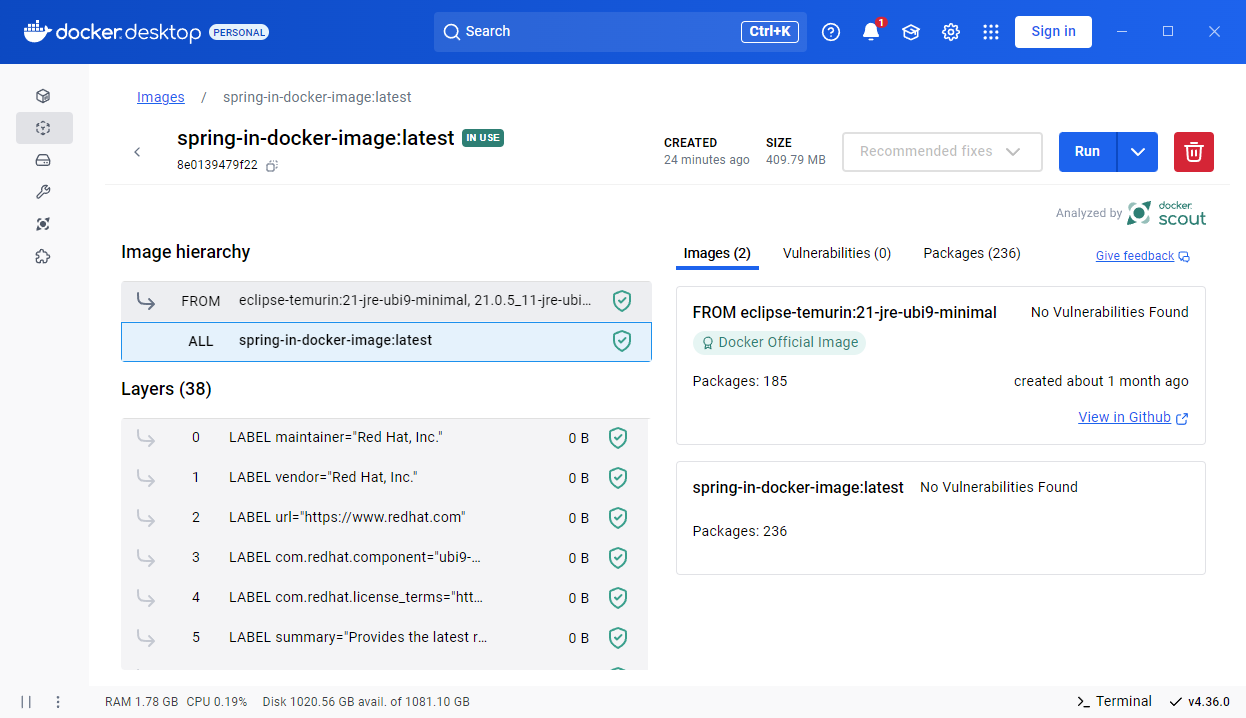 docker.desktop PERSONAL
Search
Ctrl+K
1
Sign in
Images / spring-in-docker-image:latest
spring-in-docker-image:latest IN USE
8e0139479f22
CREATED
24 minutes ago
SIZE
409.79 MB
Recommended fixes
Run
Analyzed by docker. scout
Image hierarchy
FROM eclipse-temurin:21-jre-ubi9-minimal, 21.0.5_11-jre-ubi...
ALL spring-in-docker-image:latest
Layers (38)
0 LABEL maintainer="Red Hat, Inc." 0 B
1 LABEL vendor="Red Hat, Inc." 0 B
2 LABEL url="https://www.redhat.com" 0 B
3 LABEL com.redhat.component="ubi9-... 0 B
4 LABEL com.redhat.license_terms="htt... 0 B
5 LABEL summary="Provides the latest r... 0 B
Images (2) Vulnerabilities (0) Packages (236) Give feedback
FROM eclipse-temurin:21-jre-ubi9-minimal No Vulnerabilities Found
Docker Official Image
Packages: 185 created about 1 month ago
View in Github
spring-in-docker-image:latest No Vulnerabilities Found
Packages: 236
RAM 1.78 GB CPU 0.19% Disk 1020.56 GB avail. of 1081.10 GB
Terminal v4.36.0